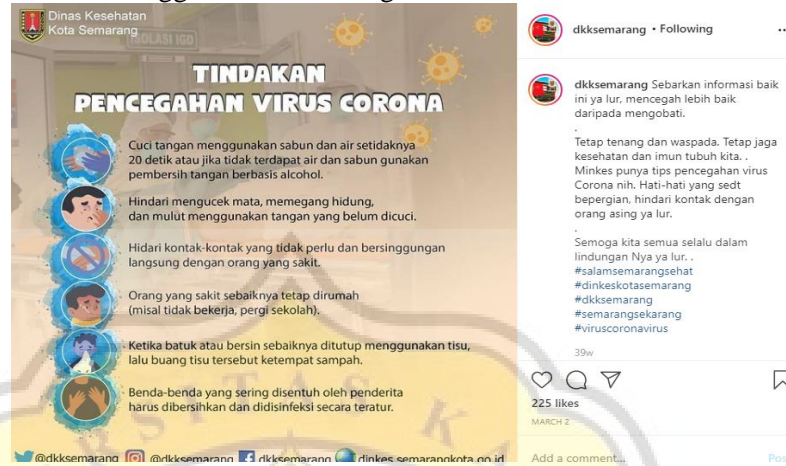 Dinas Kesehatan
Kota Semarang
ISOLASI IGD
TINDAKAN
PENCEGAHAN VIRUS CORONA
Cuci tangan menggunakan sabun dan air setidaknya
20 detik atau jika tidak terdapat air dan sabun gunakan
pembersih tangan berbasis alcohol.
Hindari mengucek mata, memegang hidung,
dan mulut menggunakan tangan yang belum dicuci.
Hidari kontak-kontak yang tidak perlu dan bersinggungan
langsung dengan orang yang sakit.
Orang yang sakit sebaiknya tetap dirumah
(misal tidak bekerja, pergi sekolah).
Ketika batuk atau bersin sebaiknya ditutup menggunakan tisu,
lalu buang tisu tersebut ketempat sampah.
Benda-benda yang sering disentuh oleh penderita
harus dibersihkan dan didisinfeksi secara teratur.
@dkksemarang @dkksemarang dkksemarang dinkes.semarangkota.go.id
dkksemarang • Following
dkksemarang Sebarkan informasi baik
ini ya lur, mencegah lebih baik
daripada mengobati.
.
Tetap tenang dan waspada. Tetap jaga
kesehatan dan imun tubuh kita. .
Minkes punya tips pencegahan virus
Corona nih. Hati-hati yang sedt
bepergian, hindari kontak dengan
orang asing ya lur.
.
Semoga kita semua selalu dalam
lindungan Nya ya lur. .
#salamsemarangsehat
#dinkeskotasemarang
#dkksemarang
#semarangsekarang
#viruscoronavirus
39w
225 likes
MARCH 2
Add a comment...